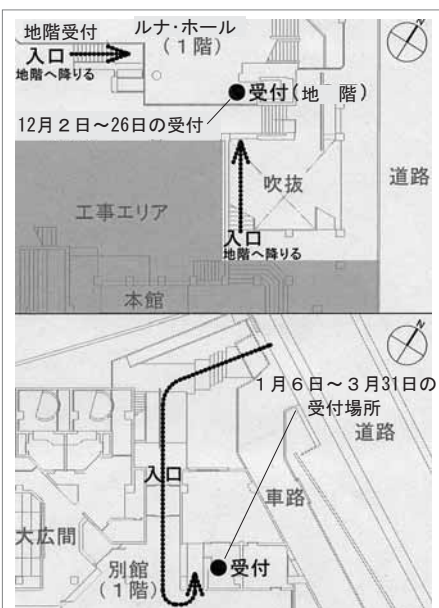 地階受付
ルナ・ホール
(1階)
入口
地階へ降りる
受付(地　階)
12月2日~26日の受付
道路
吹抜
工事エリア
入口
地階へ降りる
本館
N
1月6日~3月31日の
受付場所
道路
入口
車路
大広間
別館
(1階)
受付